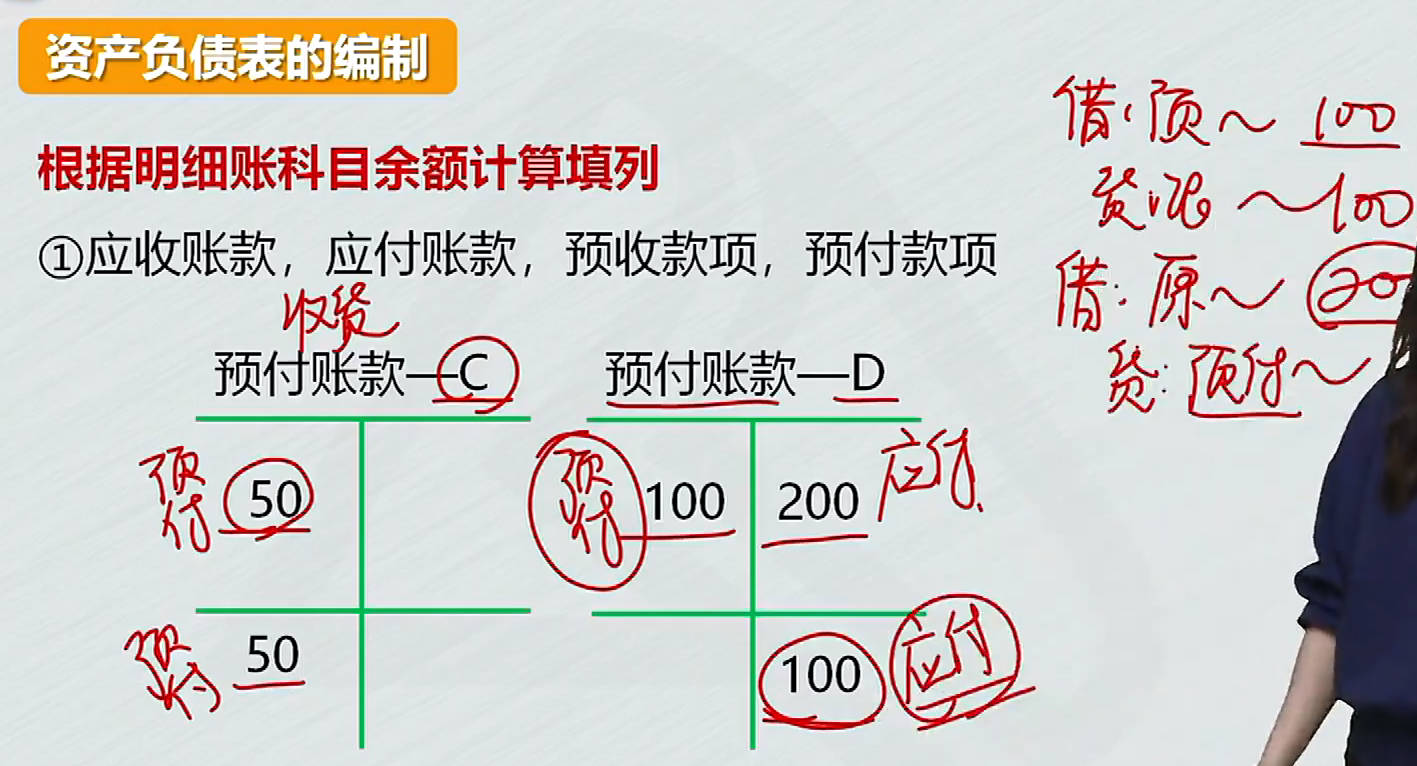 资产负债表的编制
根据明细账科目余额计算填列
①应收账款，应付账款，预收款项，预付款项
收货
预付账款—C
预付账款—D
预付 50
预付 100 200 应付
预付 50
100 应付
借：预～ 100
贷：银～100
借：原～ 200
贷：预付～